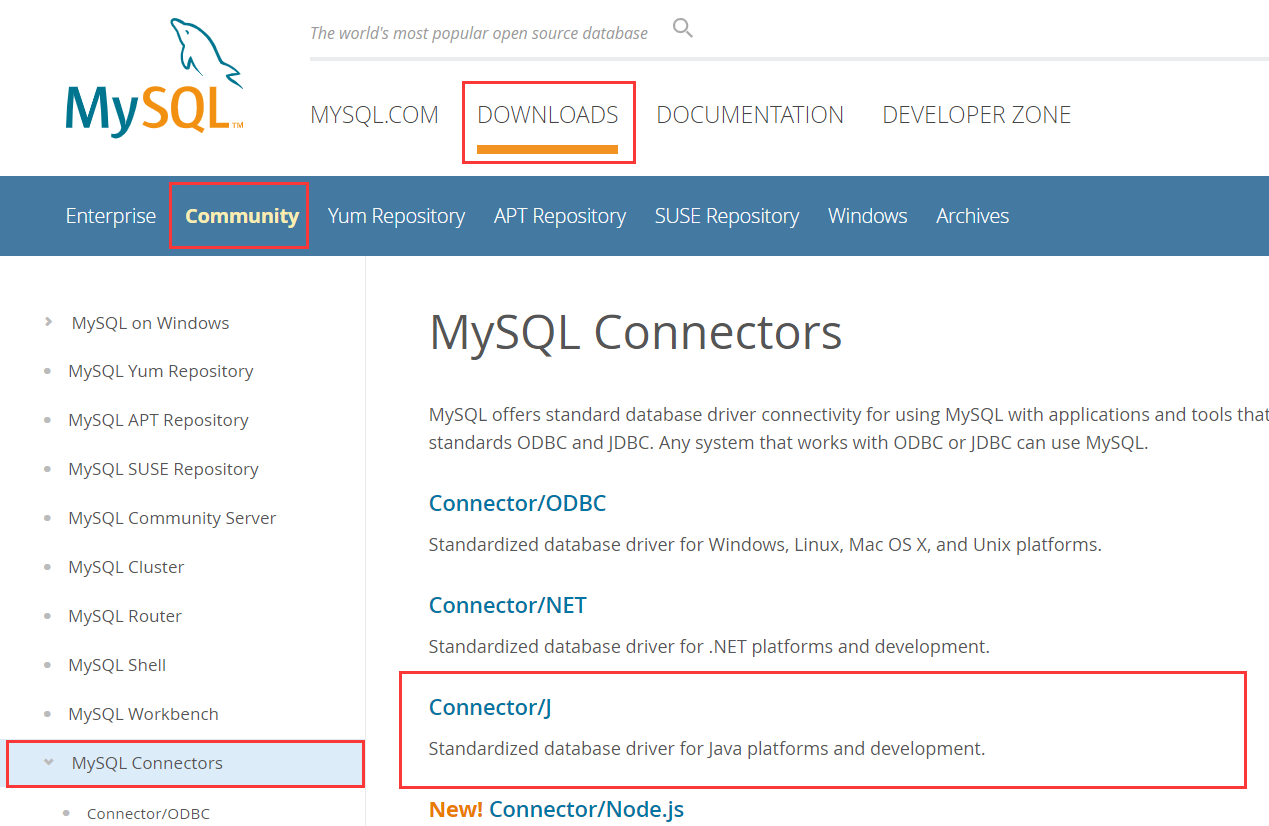 The world's most popular open source database
MySQL™
MYSQL.COM DOWNLOADS DOCUMENTATION DEVELOPER ZONE
Enterprise Community Yum Repository APT Repository SUSE Repository Windows Archives
MySQL on Windows
MySQL Yum Repository
MySQL APT Repository
MySQL SUSE Repository
MySQL Community Server
MySQL Cluster
MySQL Router
MySQL Shell
MySQL Workbench
MySQL Connectors
Connector/ODBC
MySQL Connectors
MySQL offers standard database driver connectivity for using MySQL with applications and tools that
standards ODBC and JDBC. Any system that works with ODBC or JDBC can use MySQL.
Connector/ODBC
Standardized database driver for Windows, Linux, Mac OS X, and Unix platforms.
Connector/NET
Standardized database driver for .NET platforms and development.
Connector/J
Standardized database driver for Java platforms and development.
New! Connector/Node.js